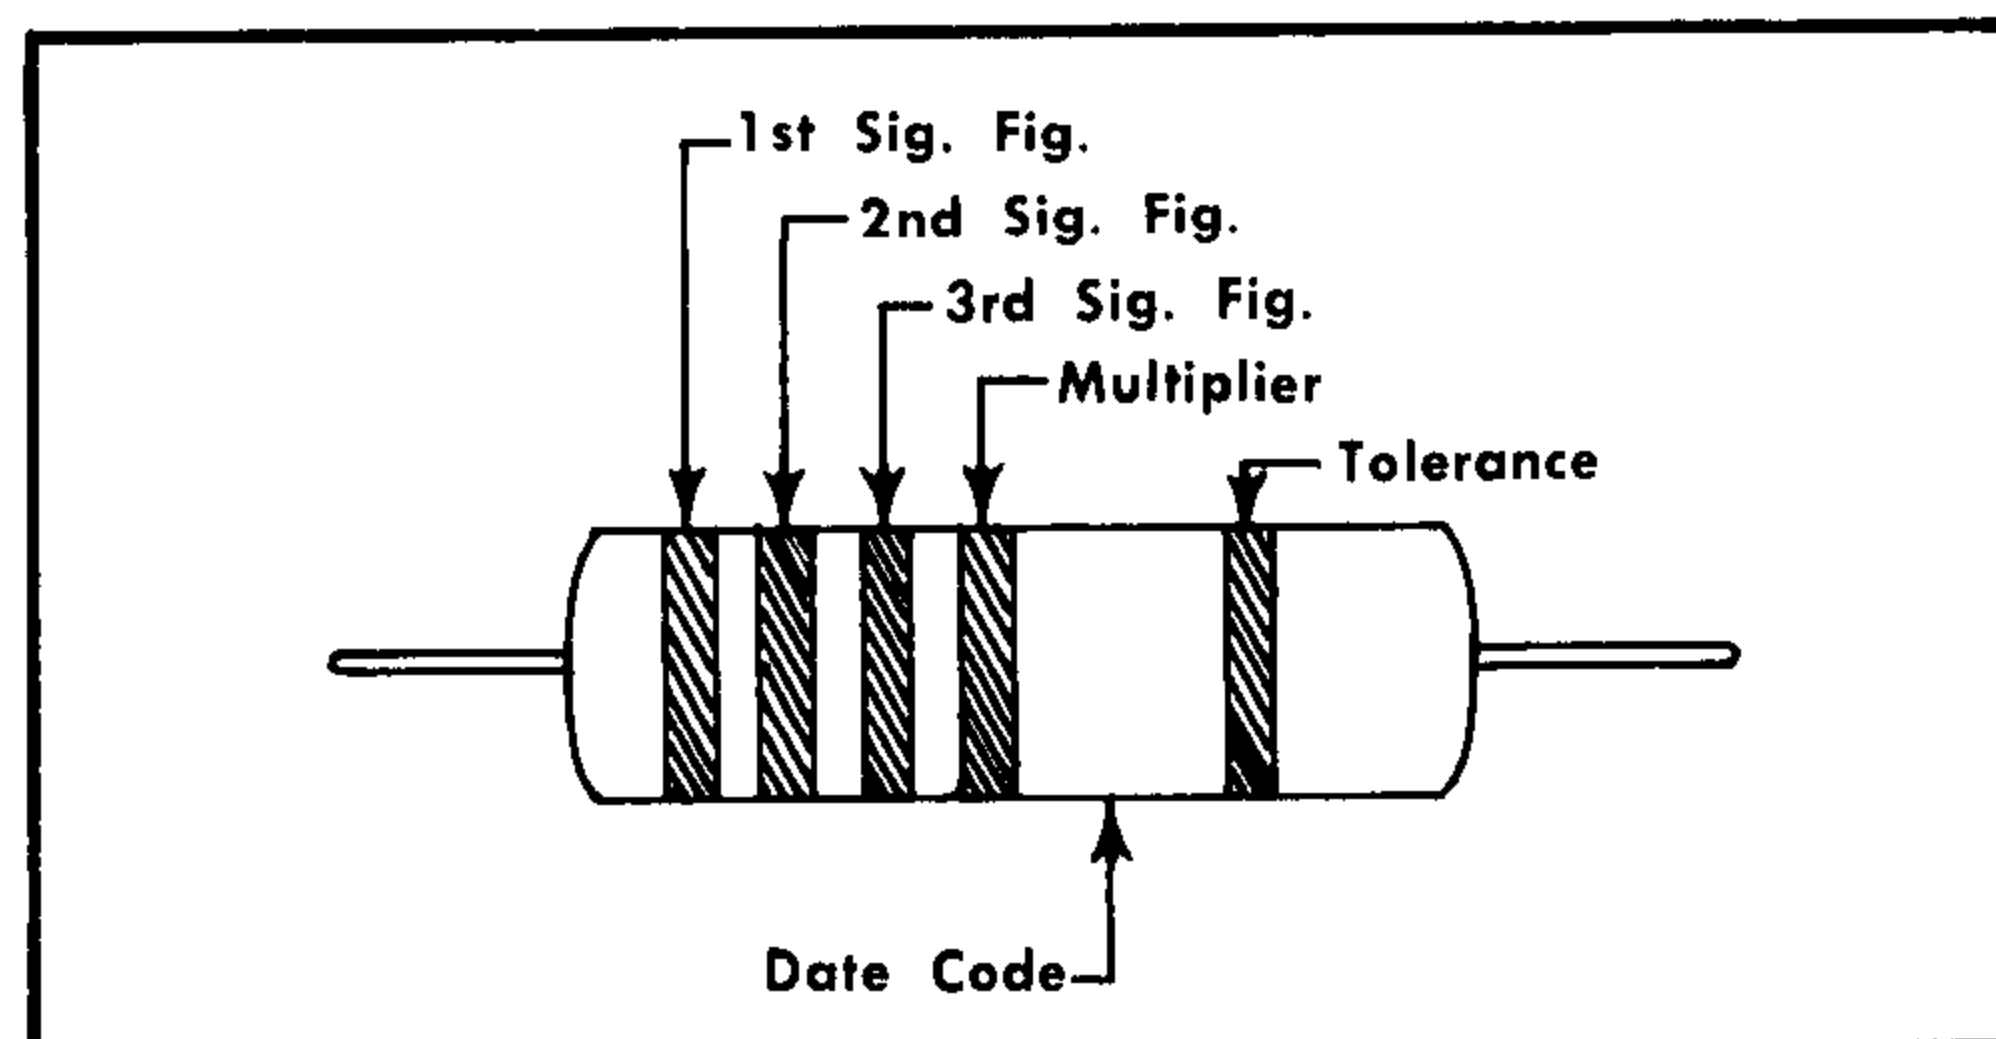 1st Sig. Fig.
2nd Sig. Fig.
3rd Sig. Fig.
Multiplier
Tolerance
Date Code